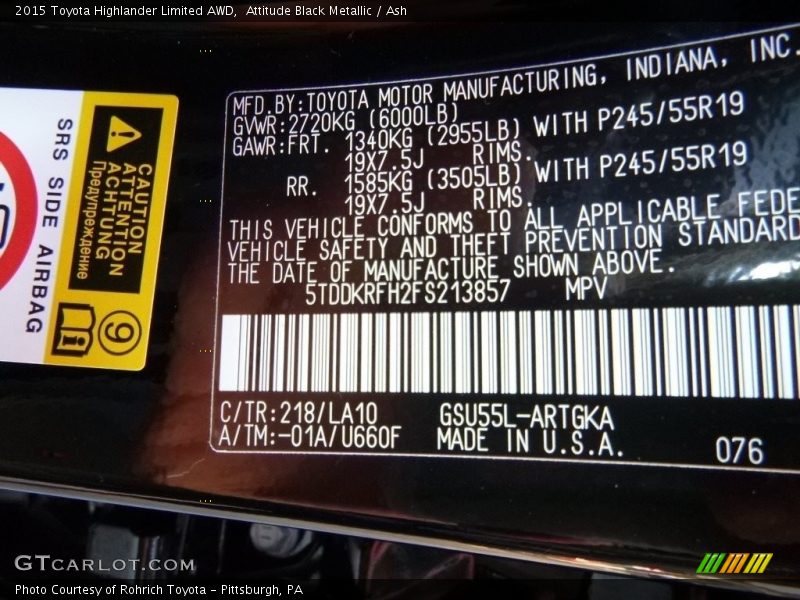 2015 Toyota Highlander Limited AWD,  Attitude Black Metallic / Ash
MFD.BY:TOYOTA MOTOR MANUFACTURING, INDIANA, INC.
GVWR:2720KG (6000LB)
GAWR:FRT. 1340KG (2955LB) WITH P245/55R19
19X7.5J RIMS.
RR. 1585KG (3505LB) WITH P245/55R19
19X7.5J RIMS.
THIS VEHICLE CONFORMS TO ALL APPLICABLE FEDE
VEHICLE SAFETY AND THEFT PREVENTION STANDARD
THE DATE OF MANUFACTURE SHOWN ABOVE.
5TDDKRFH2FS213857 MPV
C/TR:218/LA10 GSU55L-ARTGKA
A/TM:-01A/U660F MADE IN U.S.A.
076
SRS SIDE AIRBAG
CAUTION
ATTENTION
ACHTUNG
Предупреждение
9
GTCARLOT.COM
Photo Courtesy of Rohrich Toyota - Pittsburgh, PA